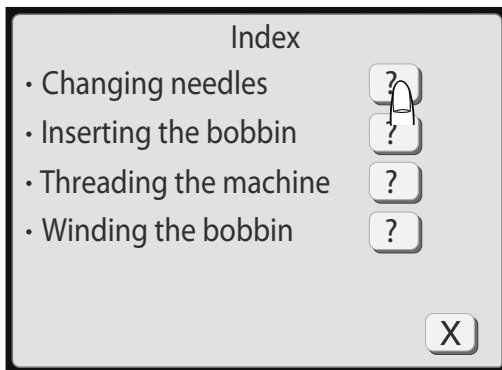 Index
· Changing needles ?
· Inserting the bobbin ?
· Threading the machine ?
· Winding the bobbin ?
X